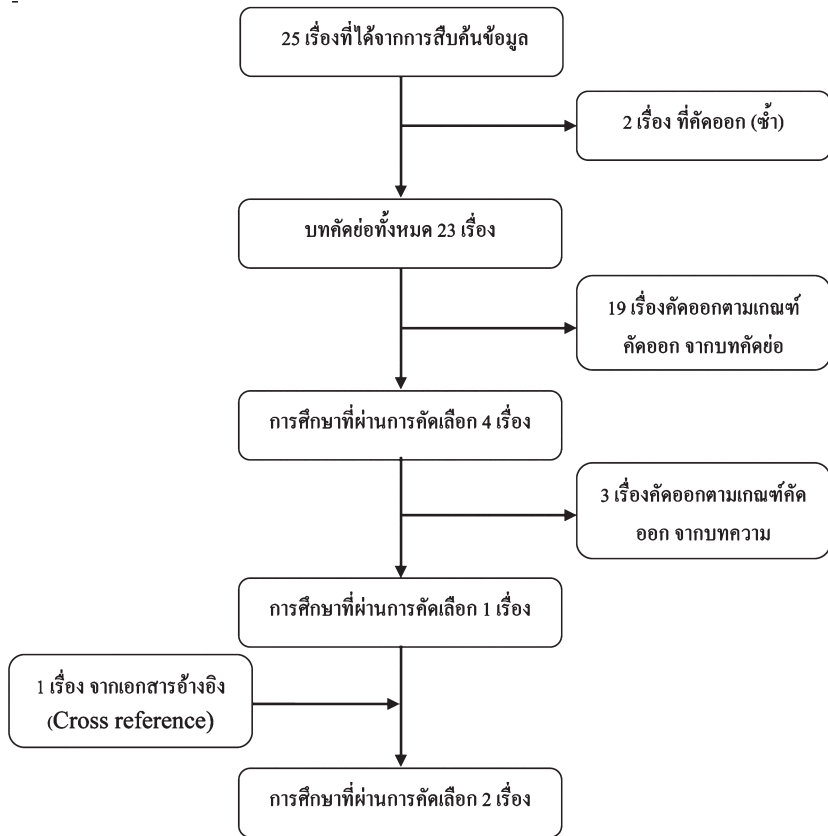 25 เรื่องที่ได้จากการสืบค้นข้อมูล
2 เรื่อง ที่คัดออก (ซ้ำ)
บทคัดย่อทั้งหมด 23 เรื่อง
19 เรื่องคัดออกตามเกณฑ์
คัดออก จากบทคัดย่อ
การศึกษาที่ผ่านการคัดเลือก 4 เรื่อง
3 เรื่องคัดออกตามเกณฑ์คัด
ออก จากบทความ
การศึกษาที่ผ่านการคัดเลือก 1 เรื่อง
1 เรื่อง จากเอกสารอ้างอิง
(Cross reference)
การศึกษาที่ผ่านการคัดเลือก 2 เรื่อง